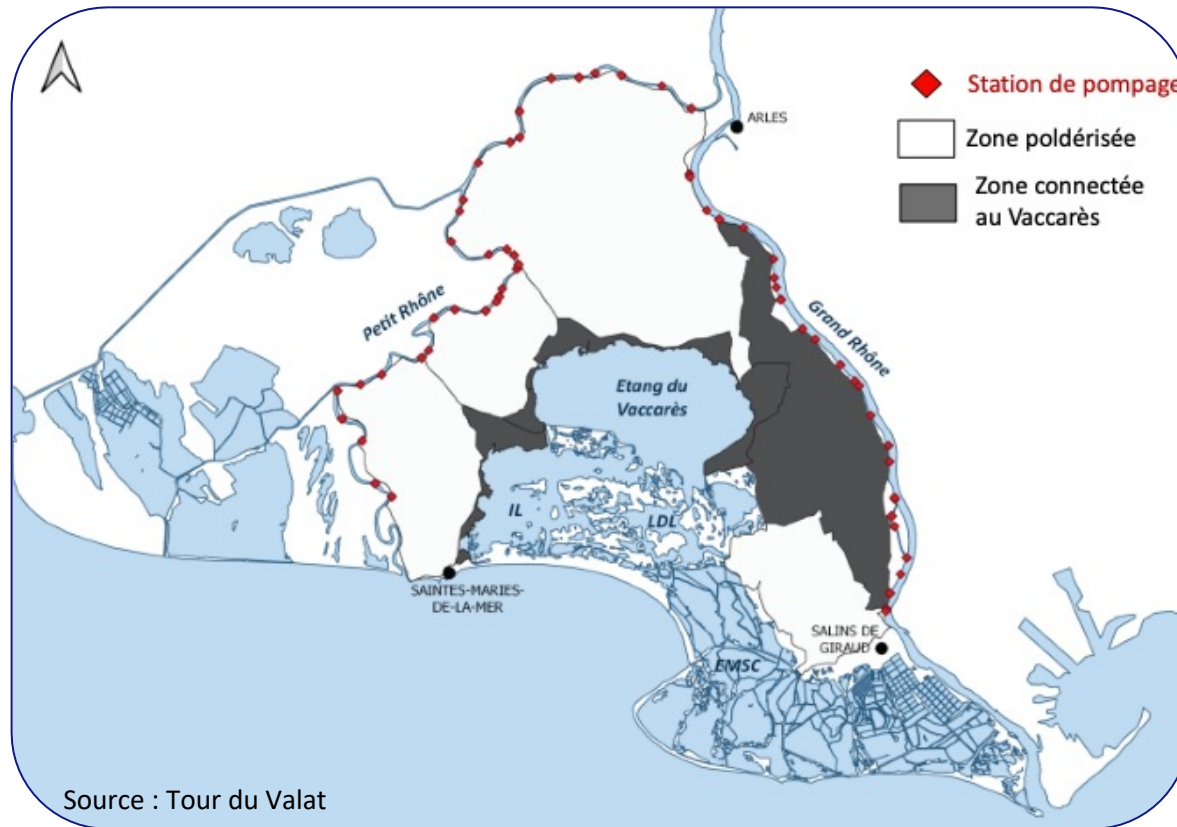 Station de pompage
ARLES
Zone poldérisée
Zone connectée
au Vaccarès
Petit Rhône
Grand Rhône
Etang du
Vaccarès
IL
LDL
SAINTES-MARIES-
DE-LA-MER
SALINS DE
GIRAUD
EMSC
Source : Tour du Valat